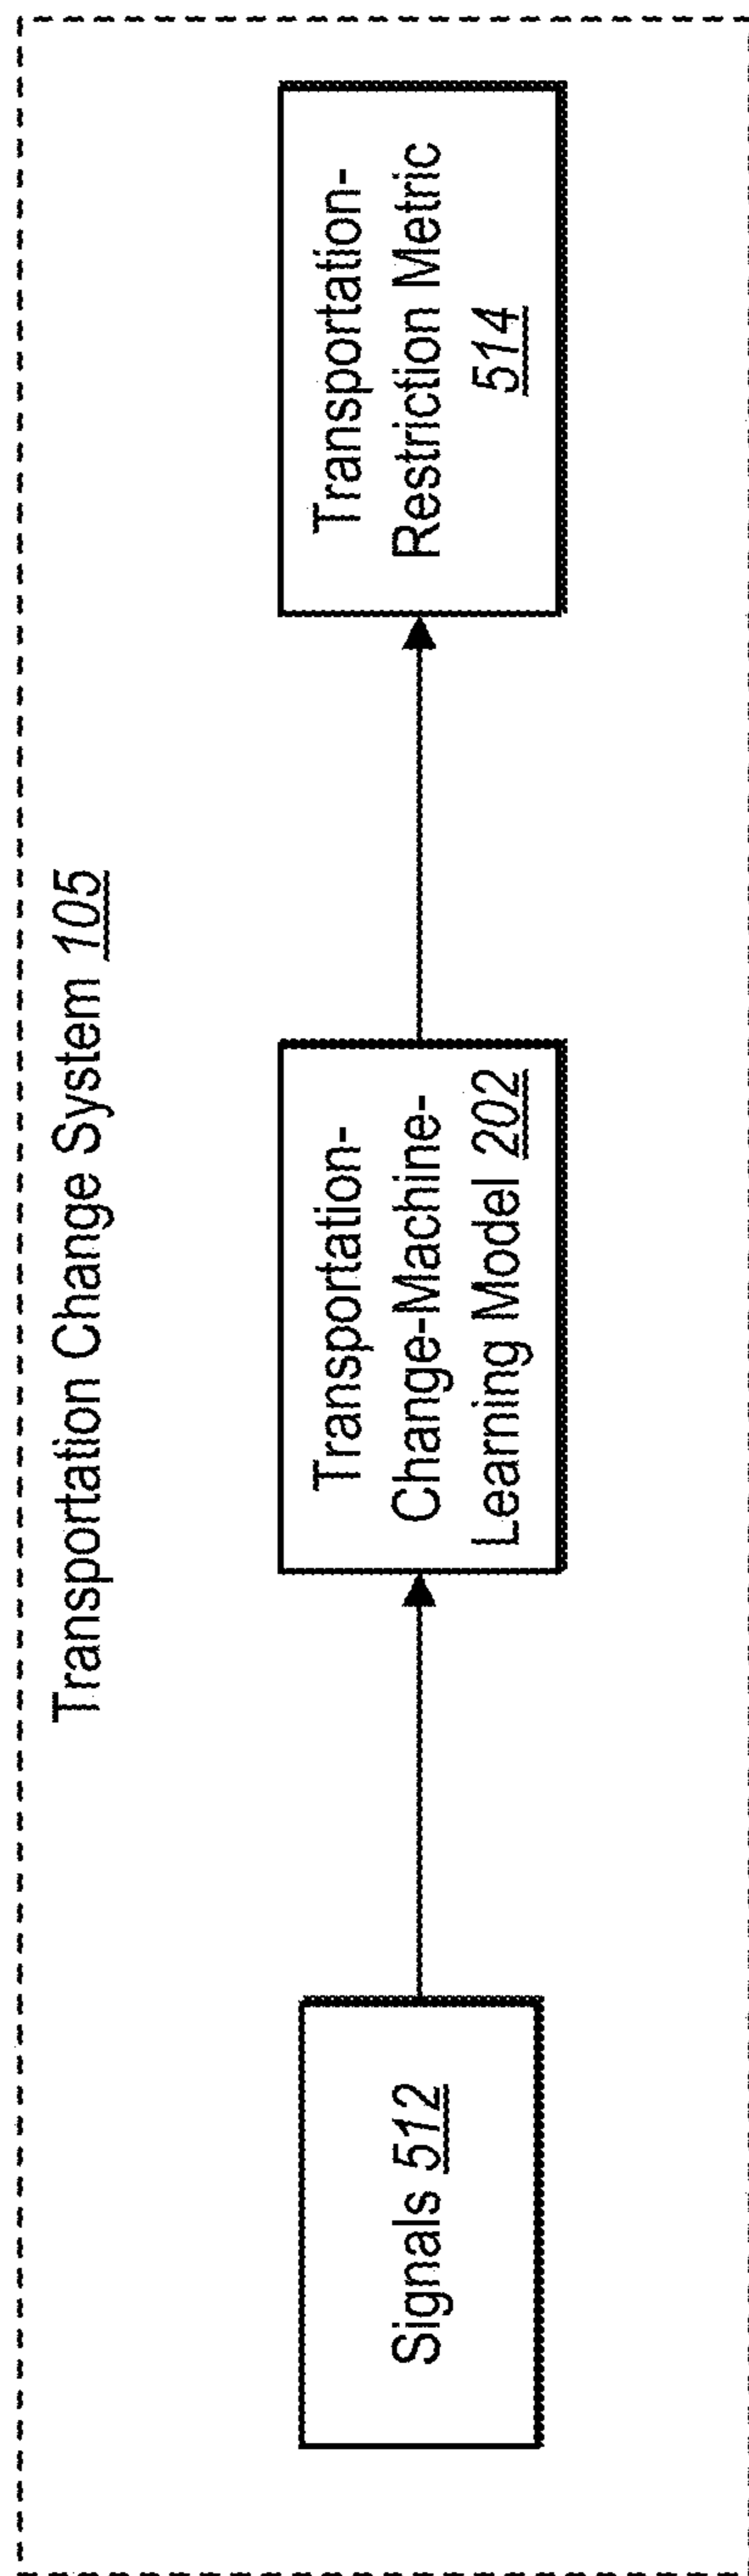 Transportation Change System 105
Signals 512
Transportation-
Change-Machine-
Learning Model 202
Transportation-
Restriction Metric
514